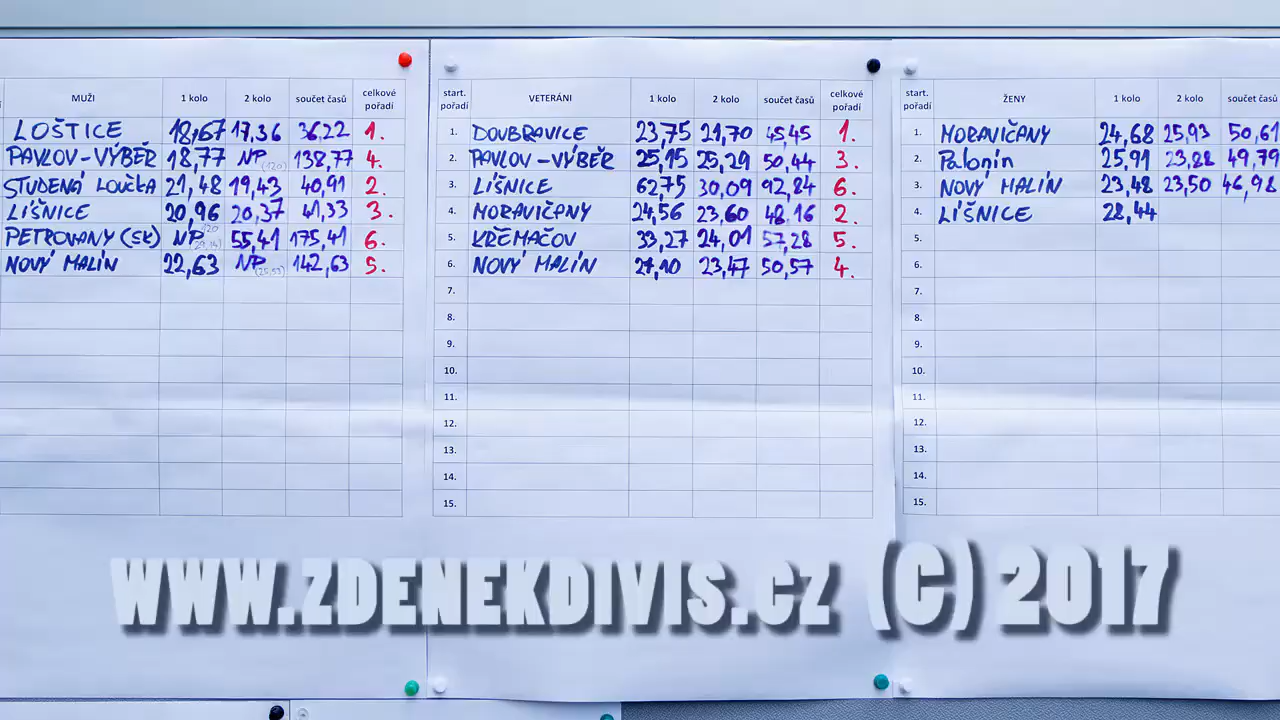 MUŽI 1 kolo 2 kolo součet časů celkové pořadí
LOŠTICE 18,67 17,36 36,22 1.
PAVLOV-VÝBĚR 18,77 NP (120) 138,77 4.
STUDENÁ LOUČKA 21,48 19,43 40,91 2.
LÍŠNICE 20,96 20,37 41,33 3.
PETROVANY (SK) NP 120 55,41 175,41 6.
NOVÝ MALÍN 22,63 NP 142,63 5.
start. pořadí VETERÁNI 1 kolo 2 kolo součet časů celkové pořadí
1. DOUBRAVICE 23,75 21,70 45,45 1.
2. PAVLOV-VÝBĚR 25,15 25,29 50,44 3.
3. LÍŠNICE 62,75 30,09 92,84 6.
4. MORAVIČANY 24,56 23,60 48,16 2.
5. KŘEMAČOV 33,27 24,01 57,28 5.
6. NOVÝ MALÍN 23,47 50,57 4.
7.
8.
9.
10.
11.
12.
13.
14.
15.
start. pořadí ŽENY 1 kolo 2 kolo součet časů
1. MORAVIČANY 24,68 25,93 50,61
2. Palonín 25,91 23,88 49,79
3. NOVÝ MALÍN 23,48 23,50 46,98
4. LÍŠNICE 28,44
5.
6.
7.
8.
9.
10.
11.
12.
13.
14.
15.
WWW.ZDENEKDIVIS.CZ (C) 2017